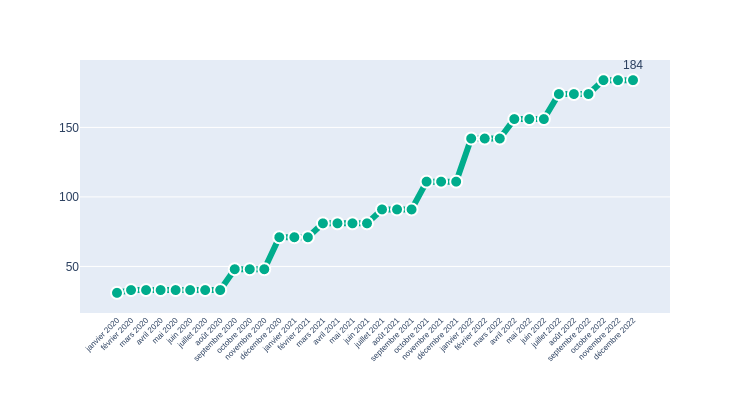 184
150
100
50
janvier 2020
février 2020
mars 2020
avril 2020
mai 2020
juin 2020
juillet 2020
août 2020
septembre 2020
octobre 2020
novembre 2020
décembre 2020
janvier 2021
février 2021
mars 2021
avril 2021
mai 2021
juin 2021
juillet 2021
août 2021
septembre 2021
octobre 2021
novembre 2021
décembre 2021
janvier 2022
février 2022
mars 2022
avril 2022
mai 2022
juin 2022
juillet 2022
août 2022
septembre 2022
octobre 2022
novembre 2022
décembre 2022